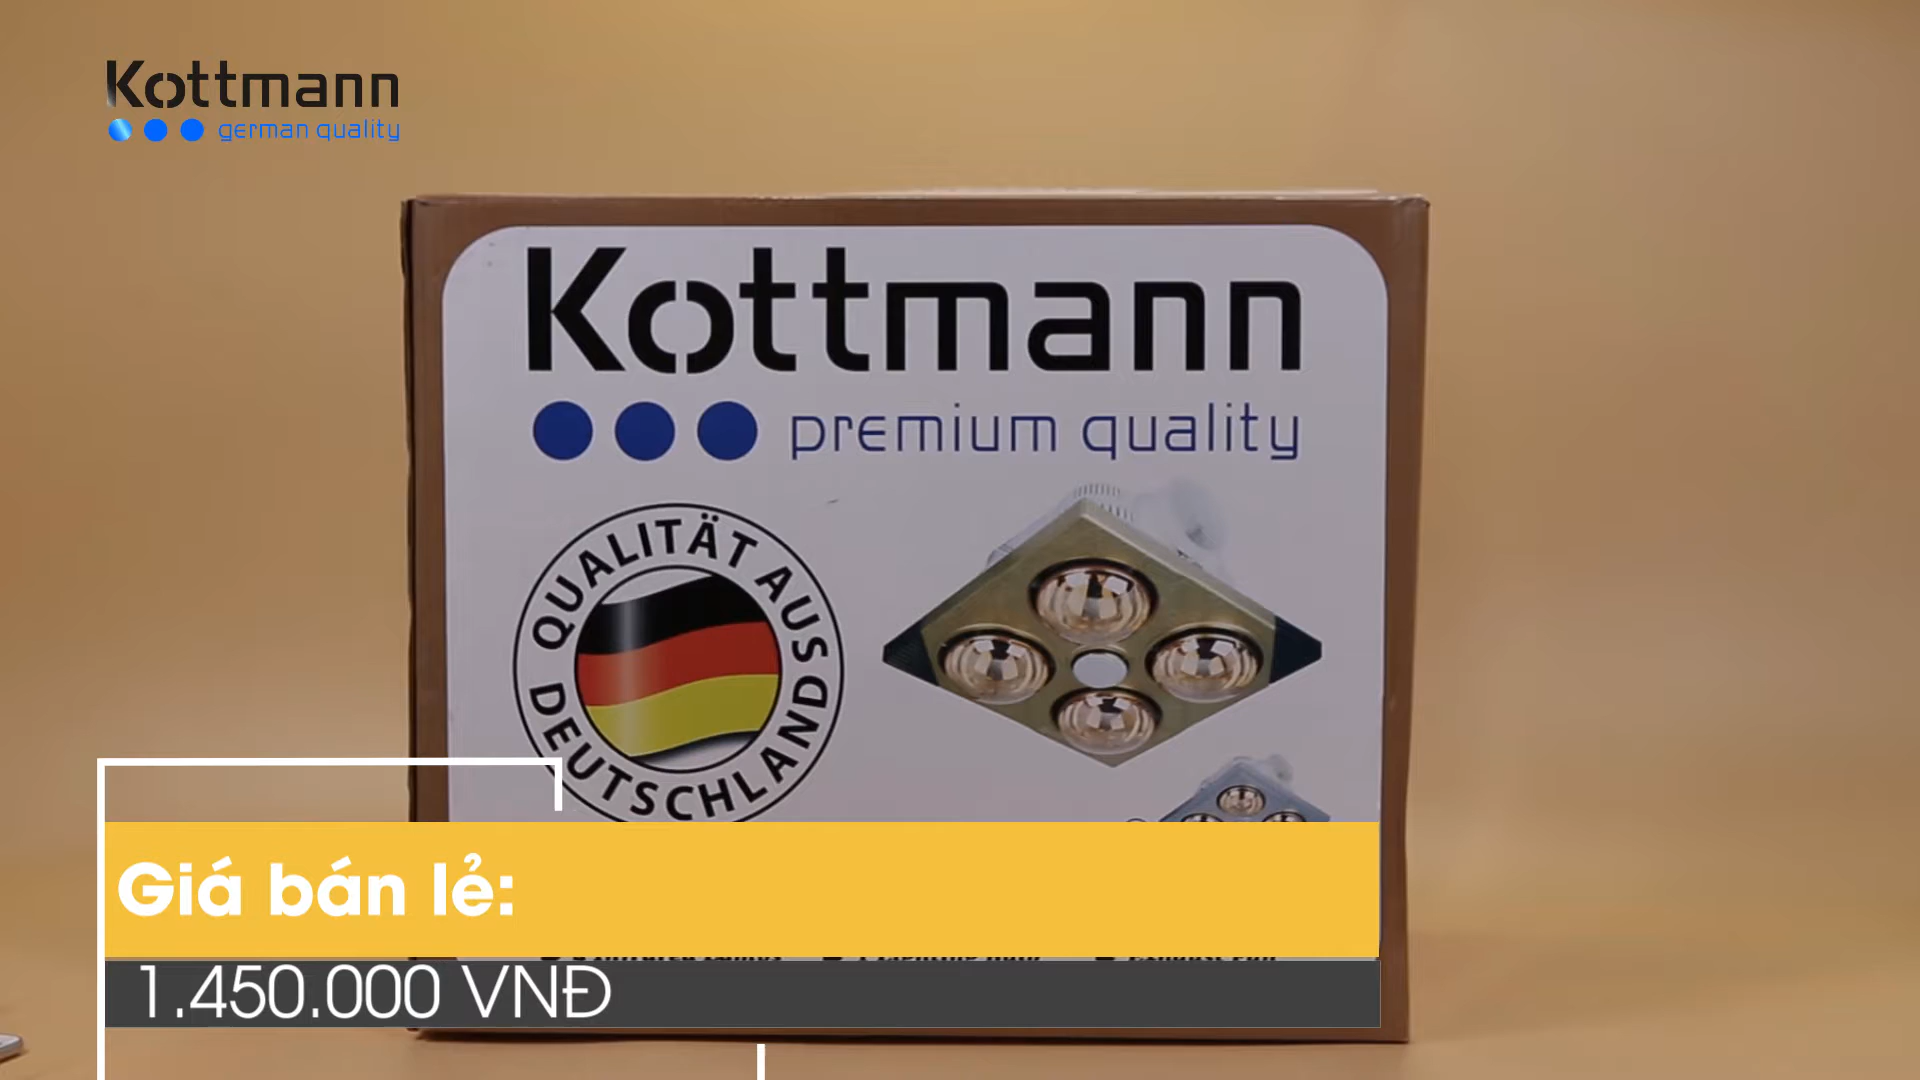 Kottmann
german quality
Kottmann
premium quality
QUALITÄT AUS
DEUTSCHLAND
Giá bán lẻ:
1.450.000 VNĐ